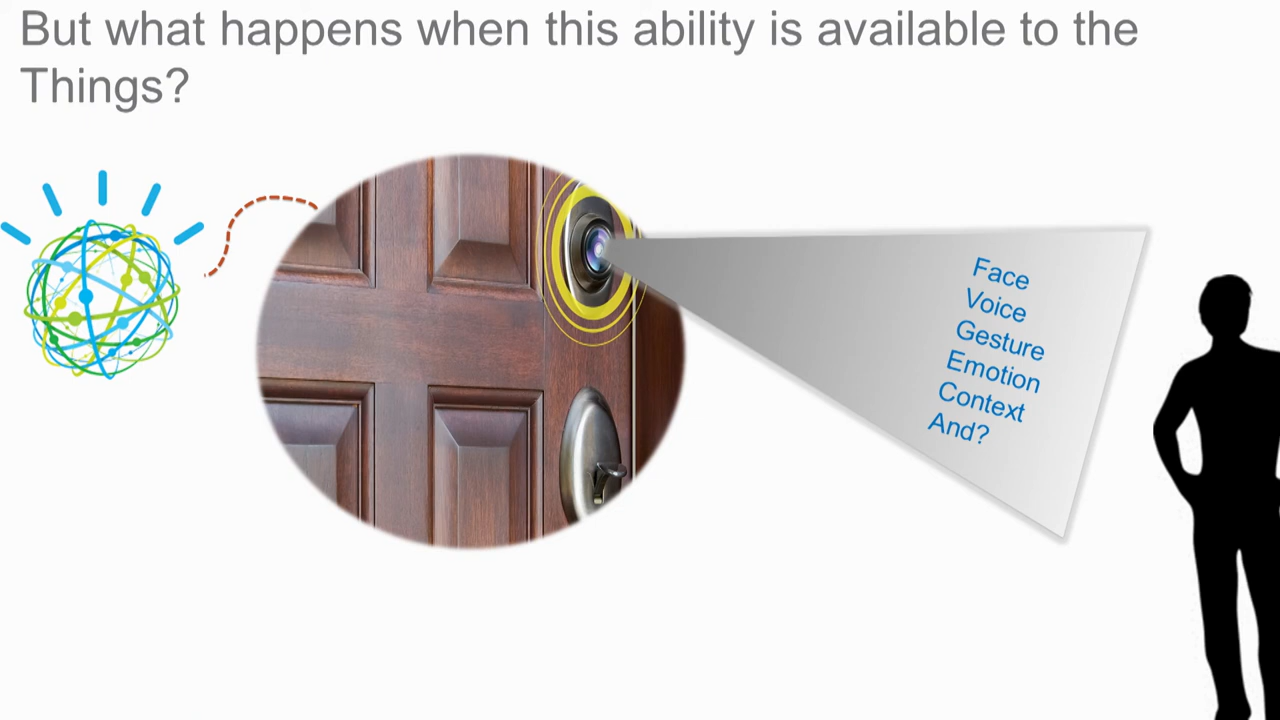 But what happens when this ability is available to the
Things?
Face
Voice
Gesture
Emotion
Context
And?